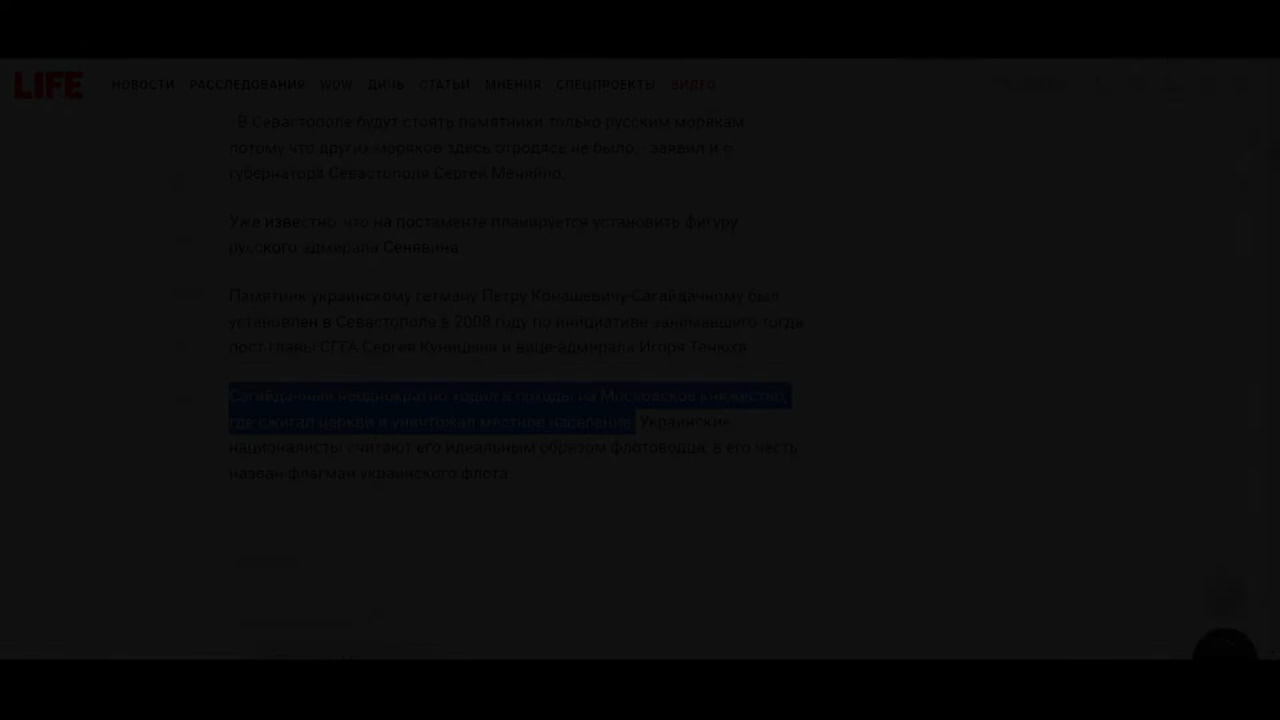 LIFE НОВОСТИ РАССЛЕДОВАНИЯ WOW ДИЧЬ СТАТЬИ МНЕНИЯ СПЕЦПРОЕКТЫ ВИДЕО
- В Севастополе будут стоять памятники только русским морякам
потому что других моряков здесь отродясь не было, - заявил и.о.
губернатора Севастополя Сергей Меняйло.
Уже известно, что на постаменте планируется установить фигуру
русского адмирала Сенявина.
Памятник украинскому гетману Петру Конашевичу-Сагайдачному был
установлен в Севастополе в 2008 году по инициативе занимавшего тогда
пост главы СГГА Сергея Куницына и вице-адмирала Игоря Тенюха.
Сагайдачный неоднократно ходил в походы на Московское княжество,
где сжигал церкви и уничтожал местное население. Украинские
националисты считают его идеальным образом флотоводца, в его честь
назван флагман украинского флота.